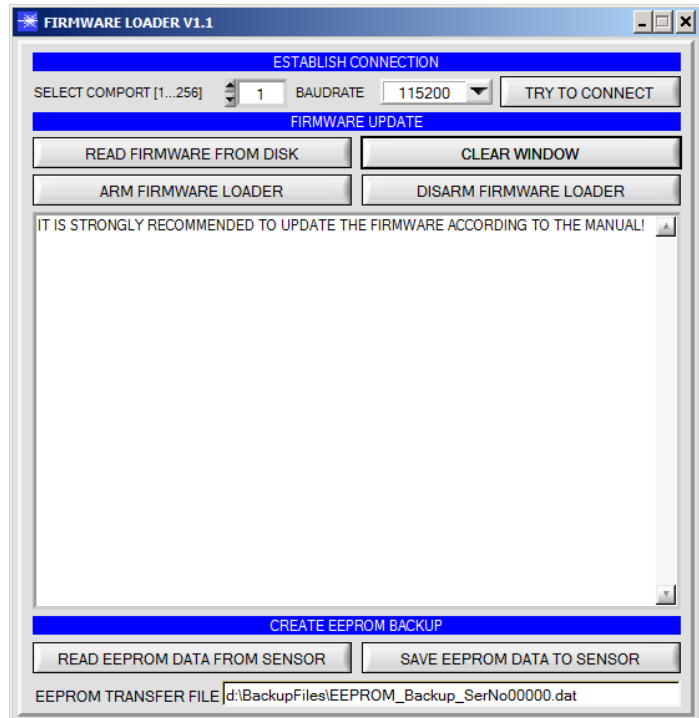 FIRMWARE LOADER V1.1
ESTABLISH CONNECTION
SELECT COMPORT [1...256] 1 BAUDRATE 115200 TRY TO CONNECT
FIRMWARE UPDATE
READ FIRMWARE FROM DISK CLEAR WINDOW
ARM FIRMWARE LOADER DISARM FIRMWARE LOADER
IT IS STRONGLY RECOMMENDED TO UPDATE THE FIRMWARE ACCORDING TO THE MANUAL!
CREATE EEPROM BACKUP
READ EEPROM DATA FROM SENSOR SAVE EEPROM DATA TO SENSOR
EEPROM TRANSFER FILE d:\BackupFiles\EEPROM_Backup_SerNo00000.dat